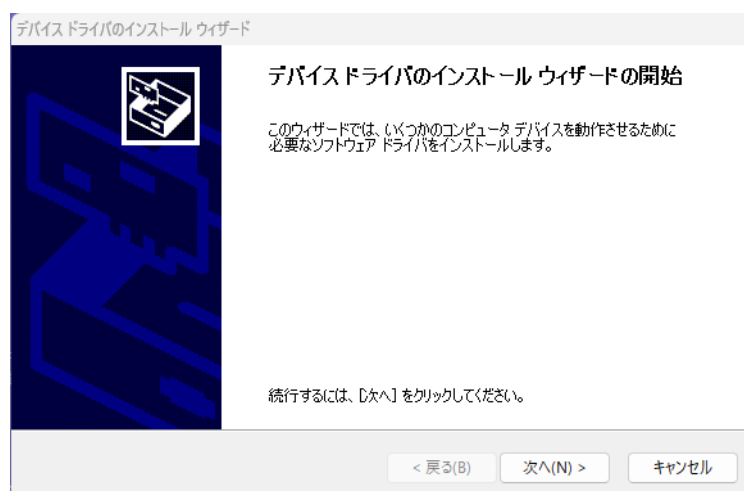 デバイス ドライバのインストール ウィザード
デバイス ドライバのインストール ウィザードの開始
このウィザードでは、いくつかのコンピュータ デバイスを動作させるために
必要なソフトウェア ドライバをインストールします。
続行するには、[次へ] をクリックしてください。
< 戻る(B)
次へ(N) >
キャンセル